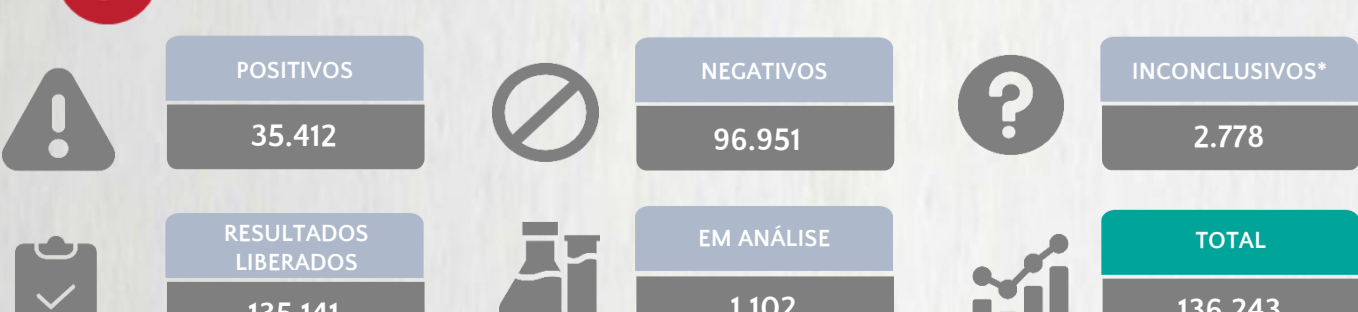 POSITIVOS
35.412
NEGATIVOS
96.951
INCONCLUSIVOS*
2.778
RESULTADOS
LIBERADOS
135.141
EM ANÁLISE
1.102
TOTAL
136.243